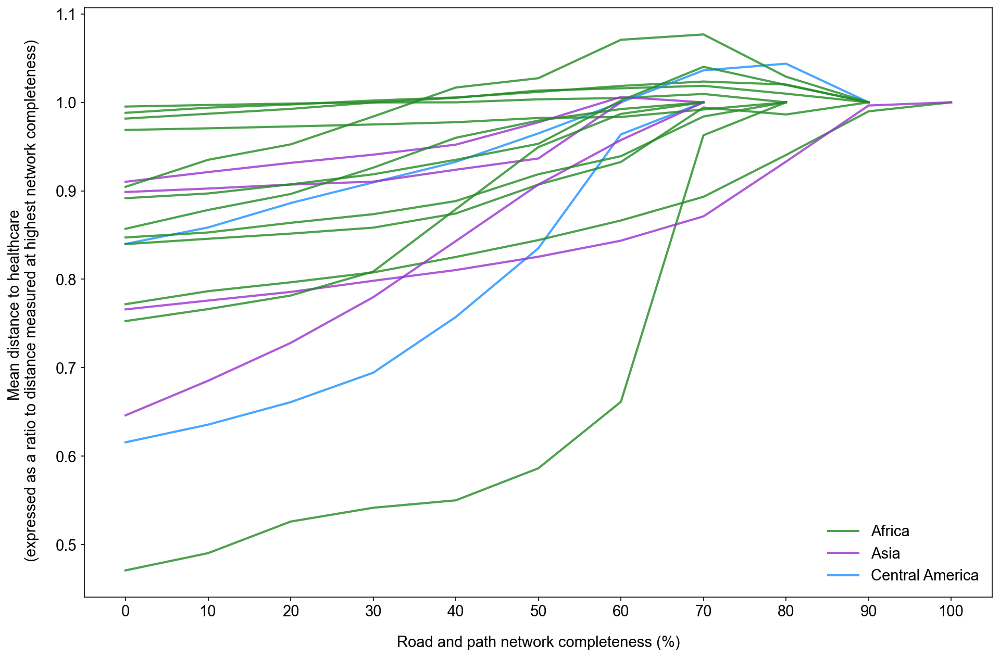 Mean distance to healthcare
(expressed as a ratio to distance measured at highest network completeness)
1.1
1.0
0.9
0.8
0.7
0.6
0.5
0 10 20 30 40 50 60 70 80 90 100
Road and path network completeness (%)
Africa
Asia
Central America